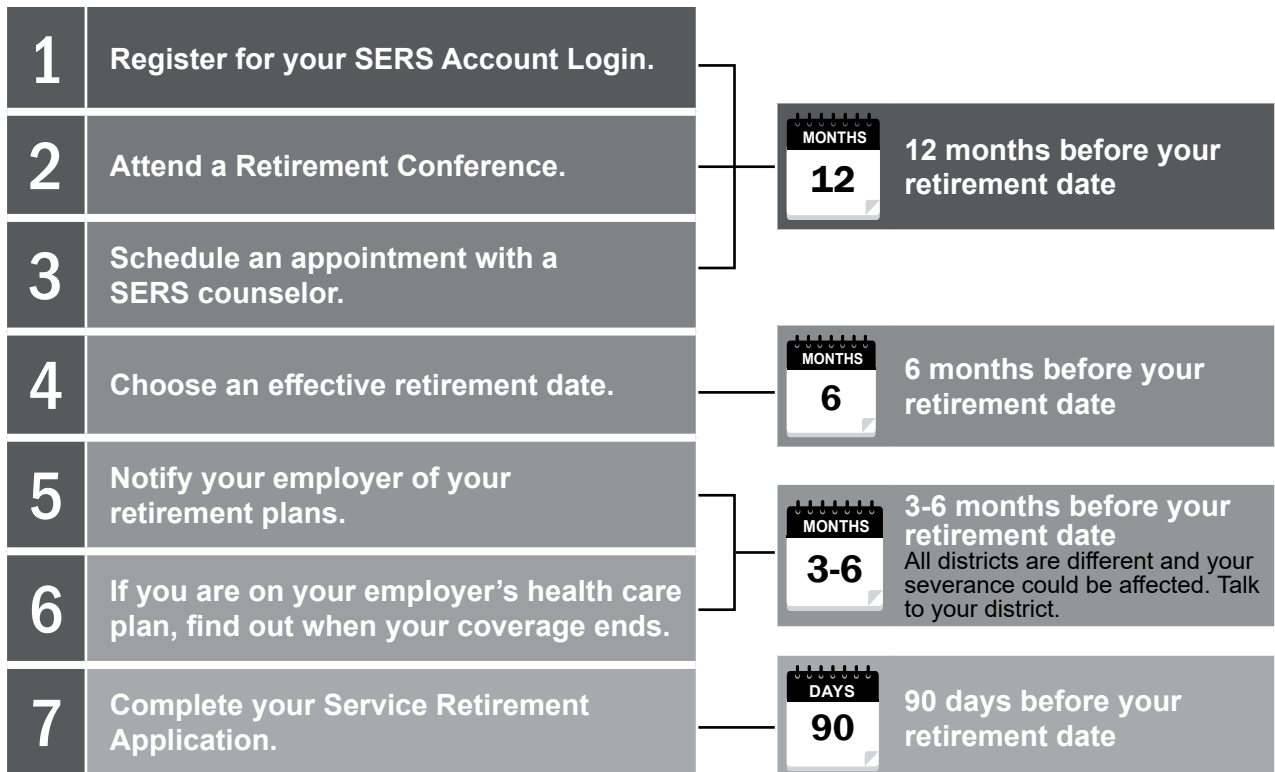 1
Register for your SERS Account Login.
2
Attend a Retirement Conference.
3
Schedule an appointment with a
SERS counselor.
MONTHS
12
12 months before your
retirement date
4
Choose an effective retirement date.
MONTHS
6
6 months before your
retirement date
5
Notify your employer of your
retirement plans.
6
If you are on your employer’s health care
plan, find out when your coverage ends.
MONTHS
3-6
3-6 months before your
retirement date
All districts are different and your
severance could be affected. Talk
to your district.
7
Complete your Service Retirement
Application.
DAYS
90
90 days before your
retirement date